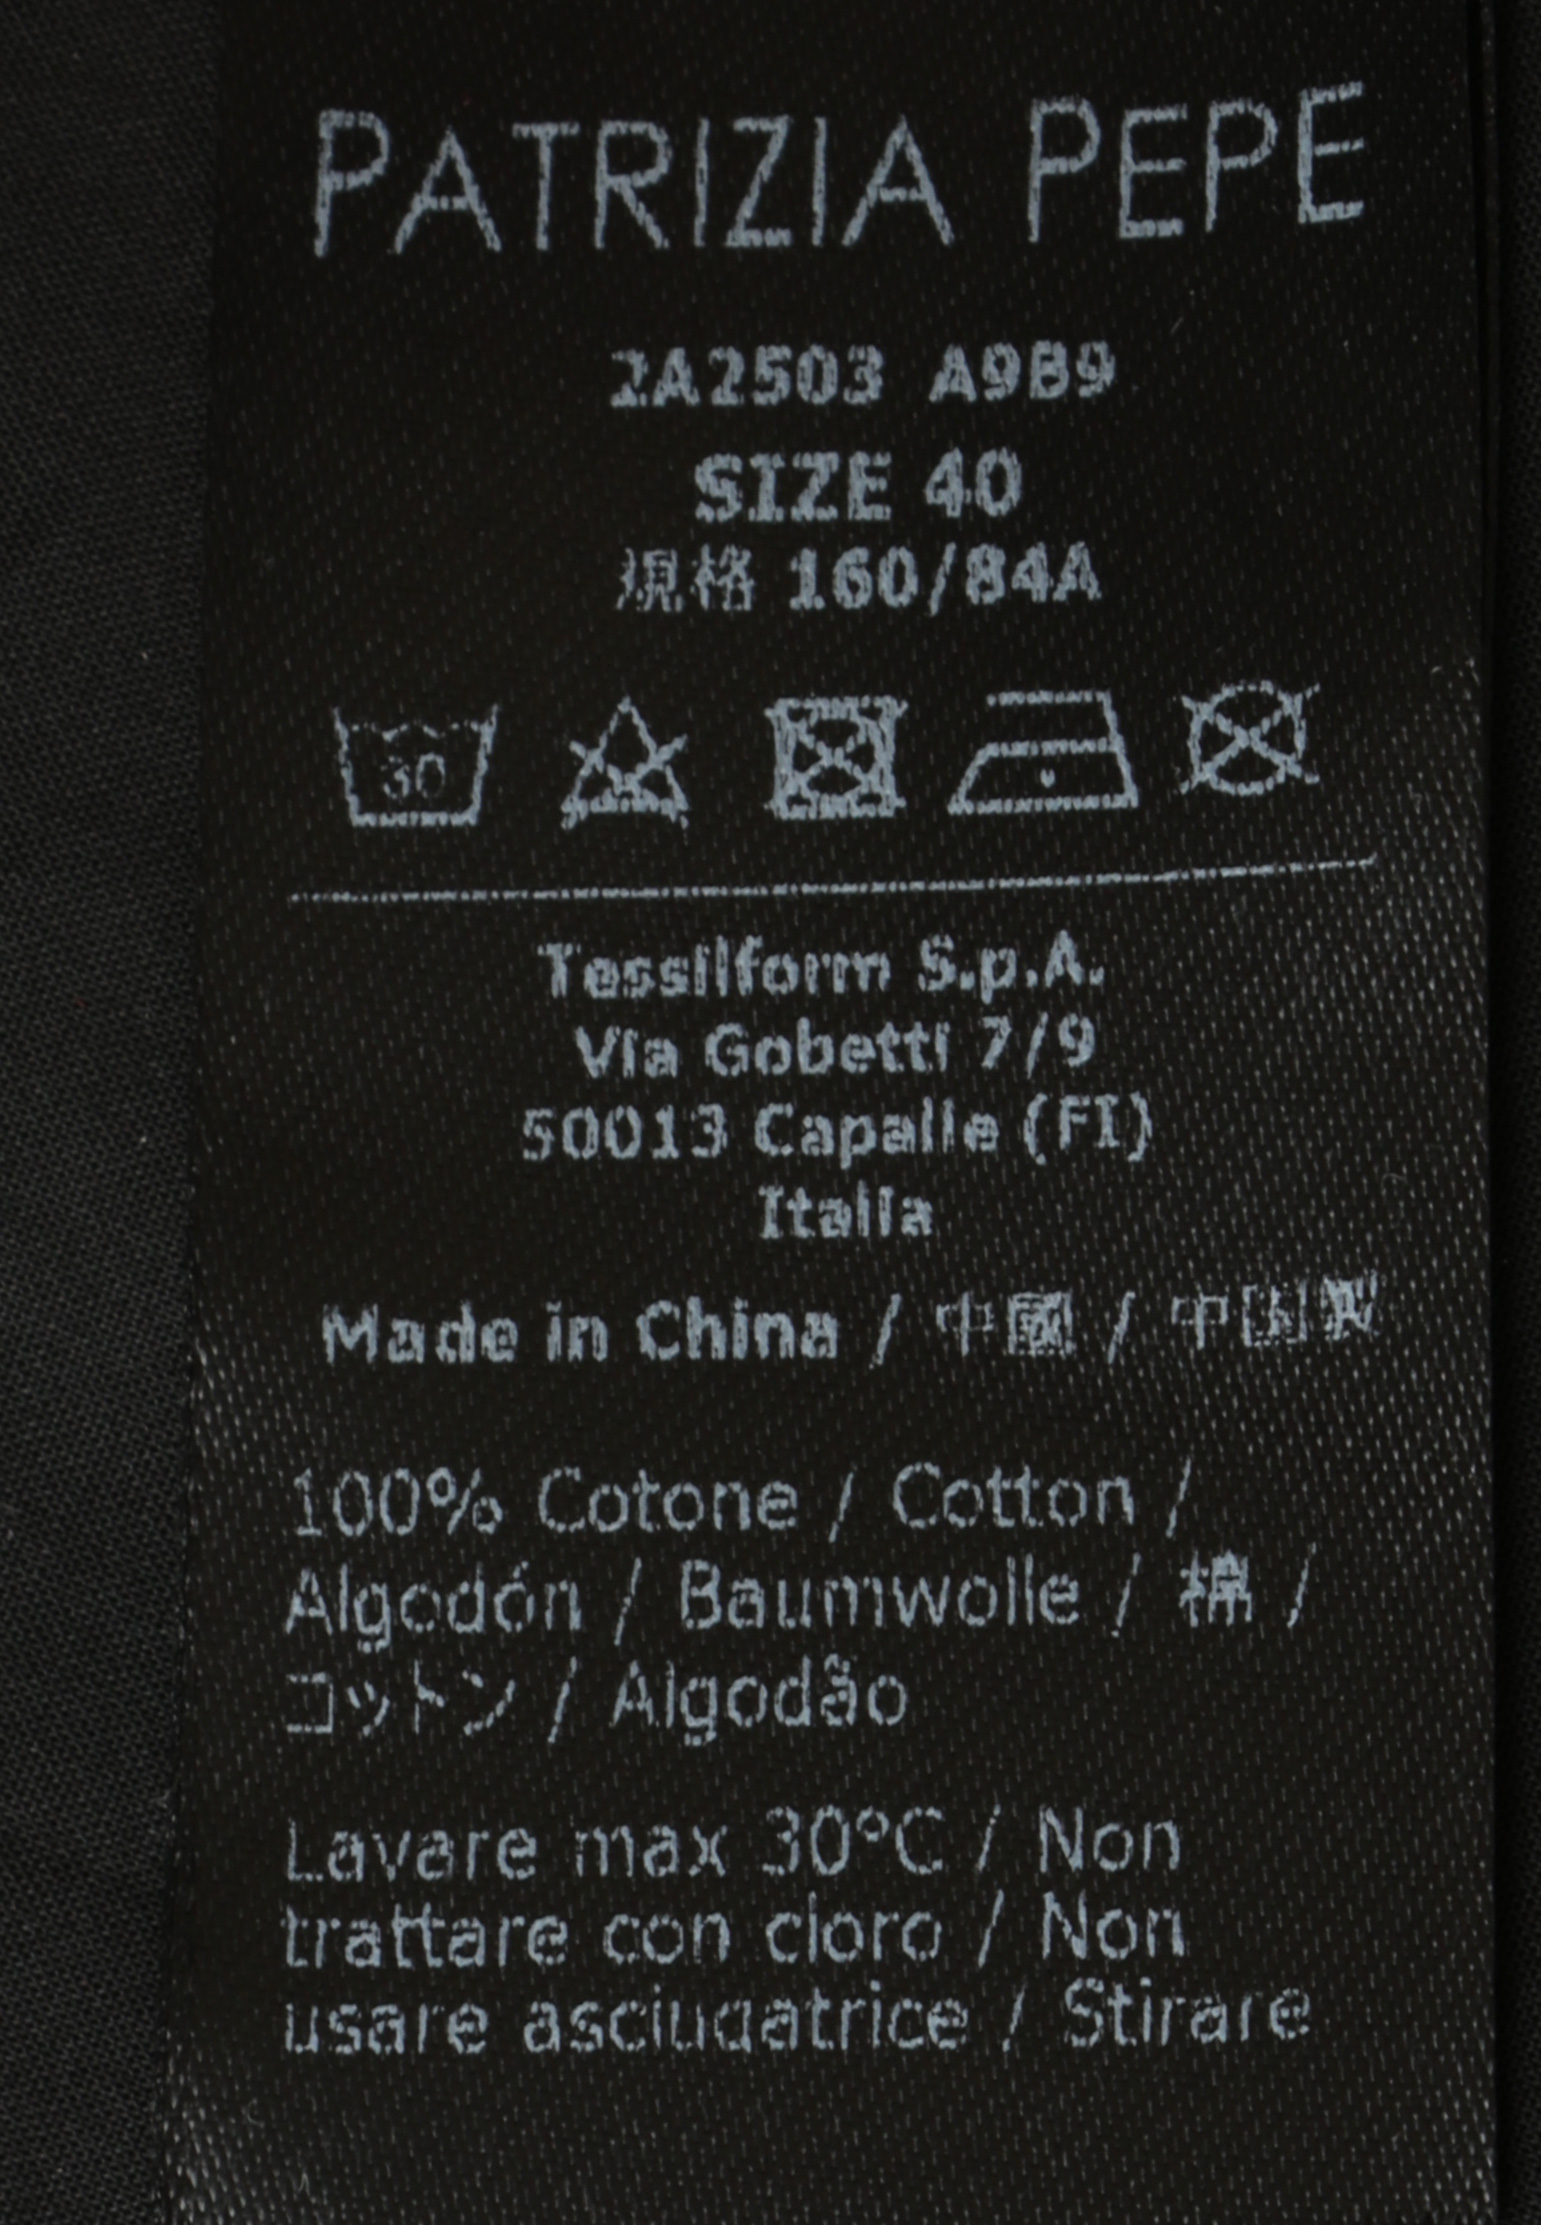 PATRIZIA PEPE
2A2503 A9B9
SIZE 40
規格 160/84A
30
Tessilform S.p.A.
Via Gobetti 7/9
50013 Capalle (FI)
Italia
Made in China / 中國 / 中国製
100% Cotone / Cotton /
Algodón / Baumwolle / 棉 /
コットン / Algodão
Lavare max 30°C / Non
trattare con cloro / Non
usare asciugatrice / Stirare